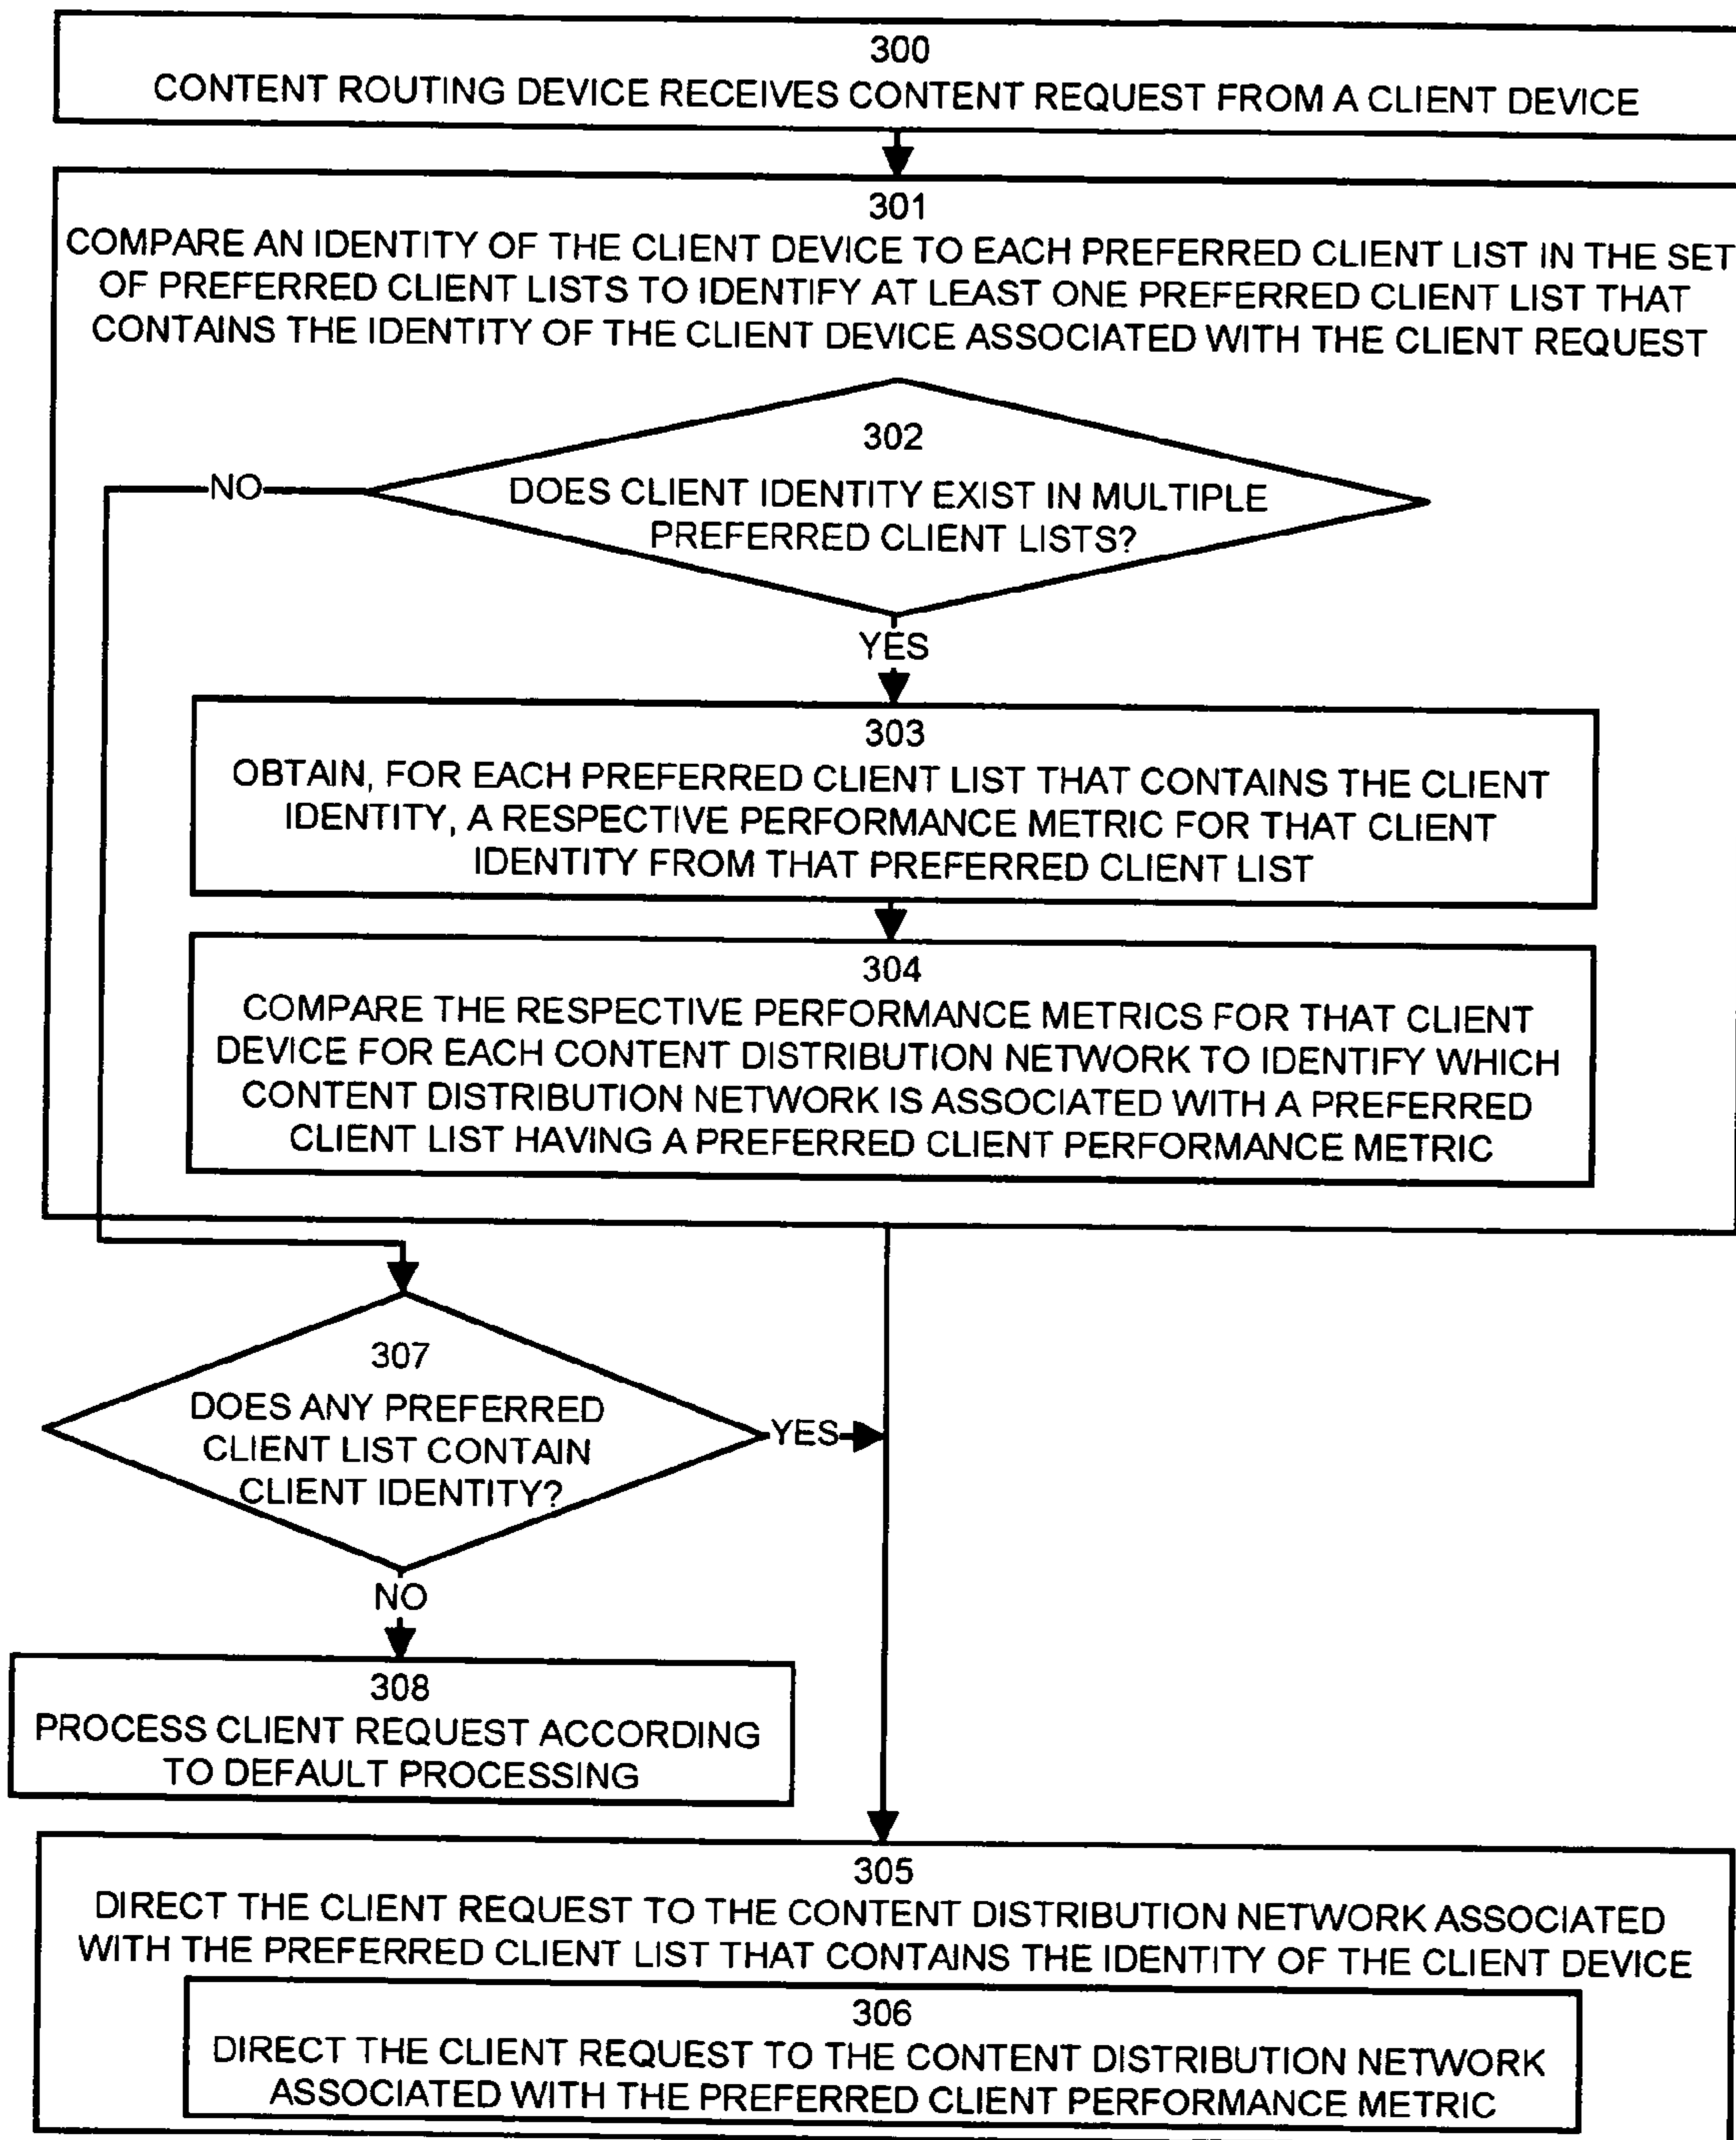 300
CONTENT ROUTING DEVICE RECEIVES CONTENT REQUEST FROM A CLIENT DEVICE
301
COMPARE AN IDENTITY OF THE CLIENT DEVICE TO EACH PREFERRED CLIENT LIST IN THE SET
OF PREFERRED CLIENT LISTS TO IDENTIFY AT LEAST ONE PREFERRED CLIENT LIST THAT
CONTAINS THE IDENTITY OF THE CLIENT DEVICE ASSOCIATED WITH THE CLIENT REQUEST
302
NO
DOES CLIENT IDENTITY EXIST IN MULTIPLE
PREFERRED CLIENT LISTS?
YES
303
OBTAIN, FOR EACH PREFERRED CLIENT LIST THAT CONTAINS THE CLIENT
IDENTITY, A RESPECTIVE PERFORMANCE METRIC FOR THAT CLIENT
IDENTITY FROM THAT PREFERRED CLIENT LIST
304
COMPARE THE RESPECTIVE PERFORMANCE METRICS FOR THAT CLIENT
DEVICE FOR EACH CONTENT DISTRIBUTION NETWORK TO IDENTIFY WHICH
CONTENT DISTRIBUTION NETWORK IS ASSOCIATED WITH A PREFERRED
CLIENT LIST HAVING A PREFERRED CLIENT PERFORMANCE METRIC
307
DOES ANY PREFERRED
CLIENT LIST CONTAIN
CLIENT IDENTITY?
YES
NO
308
PROCESS CLIENT REQUEST ACCORDING
TO DEFAULT PROCESSING
305
DIRECT THE CLIENT REQUEST TO THE CONTENT DISTRIBUTION NETWORK ASSOCIATED
WITH THE PREFERRED CLIENT LIST THAT CONTAINS THE IDENTITY OF THE CLIENT DEVICE
306
DIRECT THE CLIENT REQUEST TO THE CONTENT DISTRIBUTION NETWORK
ASSOCIATED WITH THE PREFERRED CLIENT PERFORMANCE METRIC